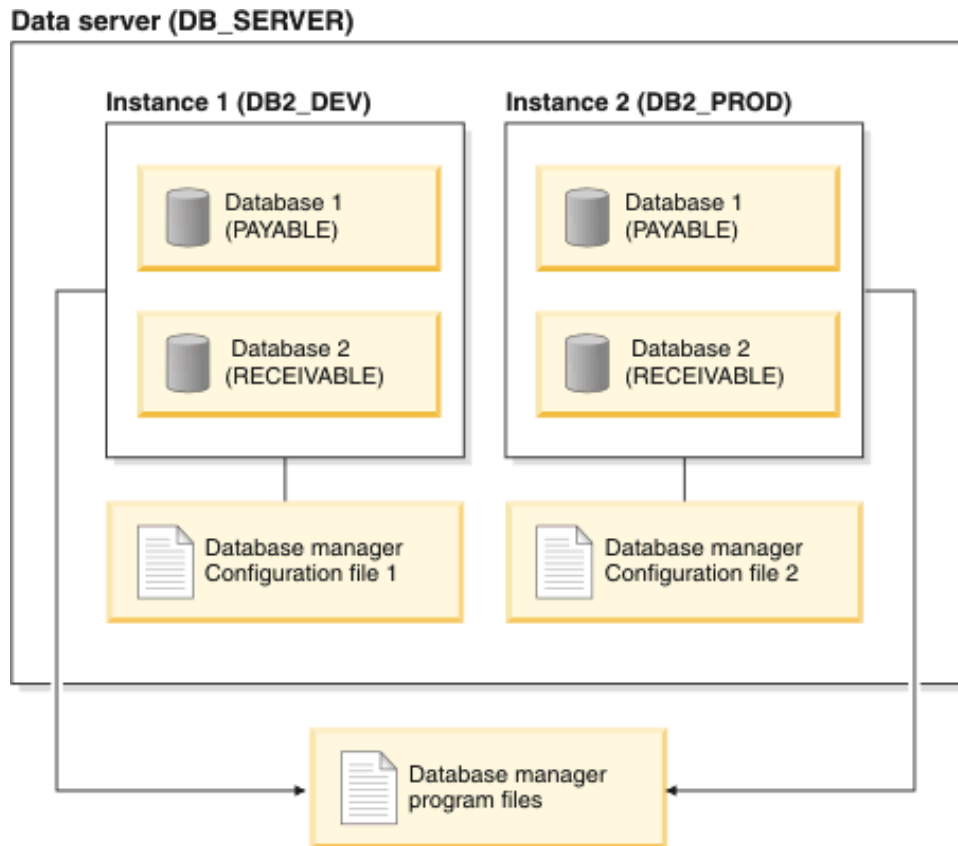 Data server (DB_SERVER)
Instance 1 (DB2_DEV)
Database 1
(PAYABLE)
Database 2
(RECEIVABLE)
Database manager
Configuration file 1
Instance 2 (DB2_PROD)
Database 1
(PAYABLE)
Database 2
(RECEIVABLE)
Database manager
Configuration file 2
Database manager
program files